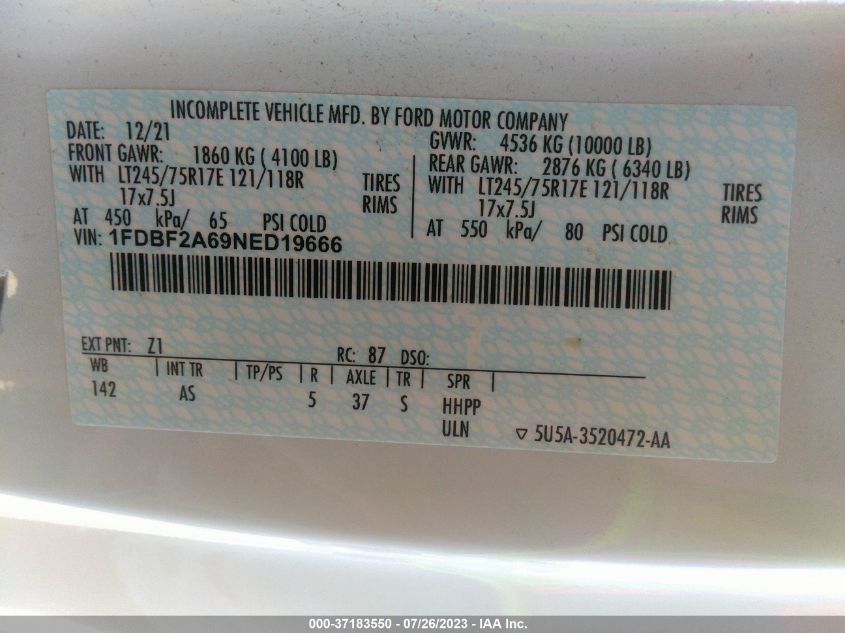 INCOMPLETE VEHICLE MFD. BY FORD MOTOR COMPANY
DATE: 12/21
GVWR: 4536 KG (10000 LB)
FRONT GAWR: 1860 KG ( 4100 LB)
REAR GAWR: 2876 KG ( 6340 LB)
WITH LT245/75R17E 121/118R TIRES
WITH LT245/75R17E 121/118R TIRES
17x7.5J RIMS
17x7.5J RIMS
AT 450 kPa/ 65 PSI COLD
AT 550 kPa/ 80 PSI COLD
VIN: 1FDBF2A69NED19666
EXT PNT: Z1 RC: 87 DSO:
WB | INT TR | TP/PS | R | AXLE | TR | SPR |
142 AS 5 37 S HHPP
ULN ▽ 5U5A-3520472-AA
000-37183550 - 07/26/2023 - IAA Inc.